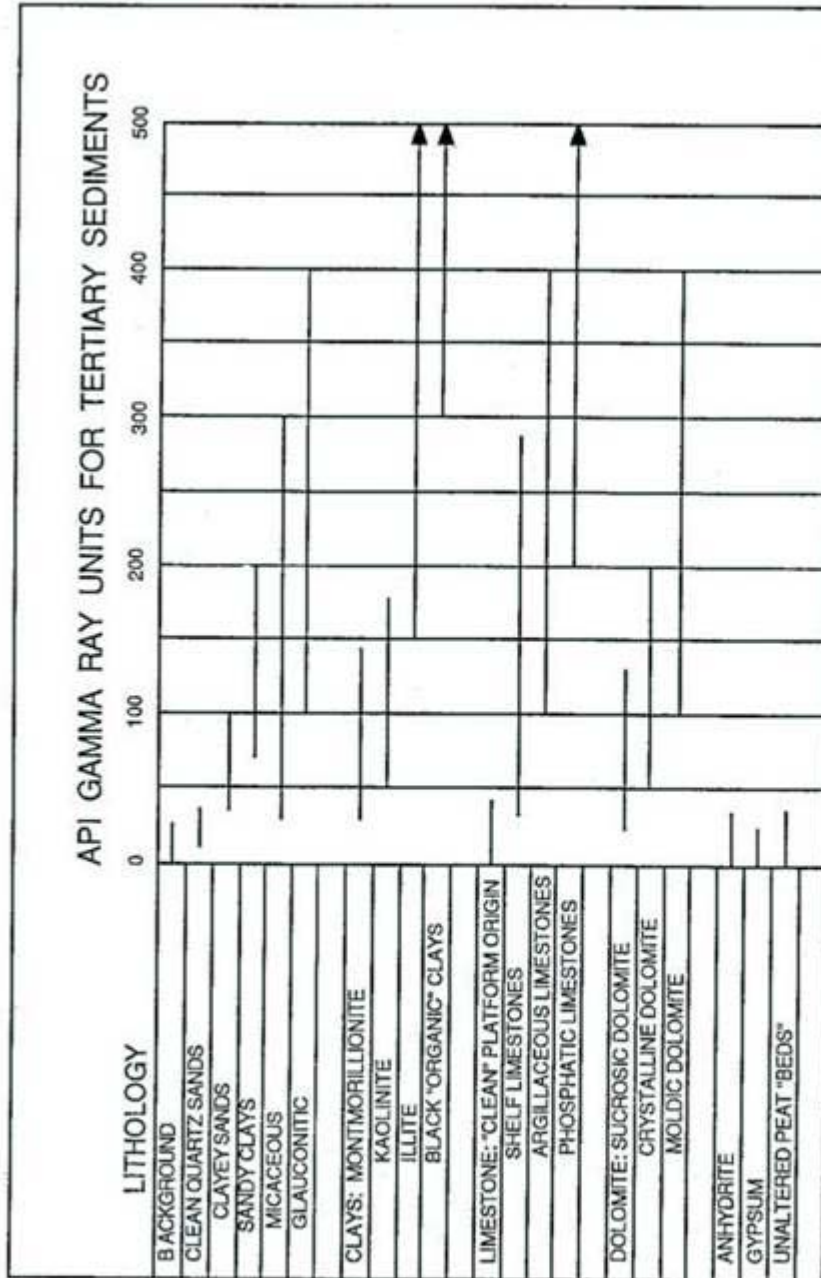 API GAMMA RAY UNITS FOR TERTIARY SEDIMENTS
LITHOLOGY
0 100 200 300 400 500
BACKGROUND
CLEAN QUARTZ SANDS
CLAYEY SANDS
SANDY CLAYS
MICACEOUS
GLAUCONITIC
CLAYS: MONTMORILLIONITE
KAOLINITE
ILLITE
BLACK "ORGANIC" CLAYS
LIMESTONE: "CLEAN" PLATFORM ORIGIN
SHELF LIMESTONES
ARGILLACEOUS LIMESTONES
PHOSPHATIC LIMESTONES
DOLOMITE: SUCROSIC DOLOMITE
CRYSTALLINE DOLOMITE
MOLDIC DOLOMITE
ANHYDRITE
GYPSUM
UNALTERED PEAT "BEDS"